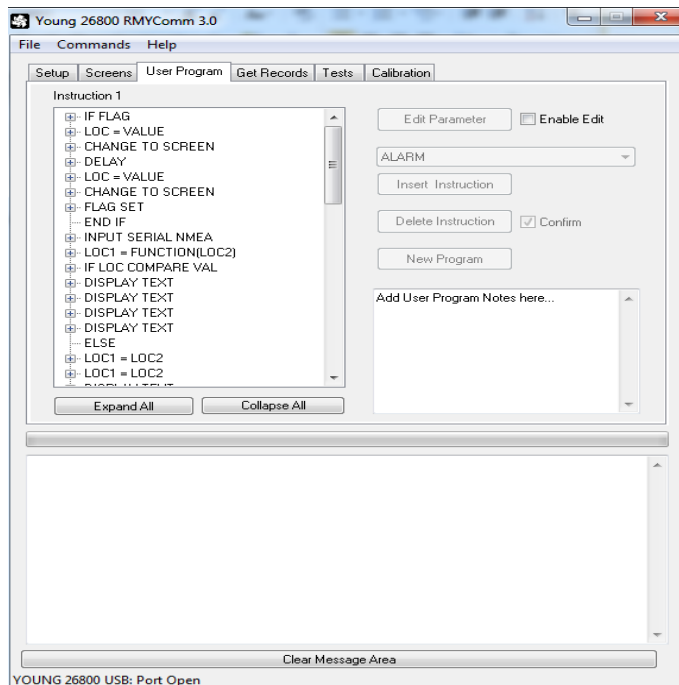 Young 26800 RMYComm 3.0
File Commands Help
Setup Screens User Program Get Records Tests Calibration
Instruction 1
IF FLAG
LOC = VALUE
CHANGE TO SCREEN
DELAY
LOC = VALUE
CHANGE TO SCREEN
FLAG SET
END IF
INPUT SERIAL NMEA
LOC1 = FUNCTION(LOC2)
IF LOC COMPARE VAL
DISPLAY TEXT
DISPLAY TEXT
DISPLAY TEXT
DISPLAY TEXT
ELSE
LOC1 = LOC2
LOC1 = LOC2
DISPLAY TEXT
Expand All Collapse All
Edit Parameter Enable Edit
ALARM
Insert Instruction
Delete Instruction Confirm
New Program
Add User Program Notes here...
Clear Message Area
YOUNG 26800 USB: Port Open